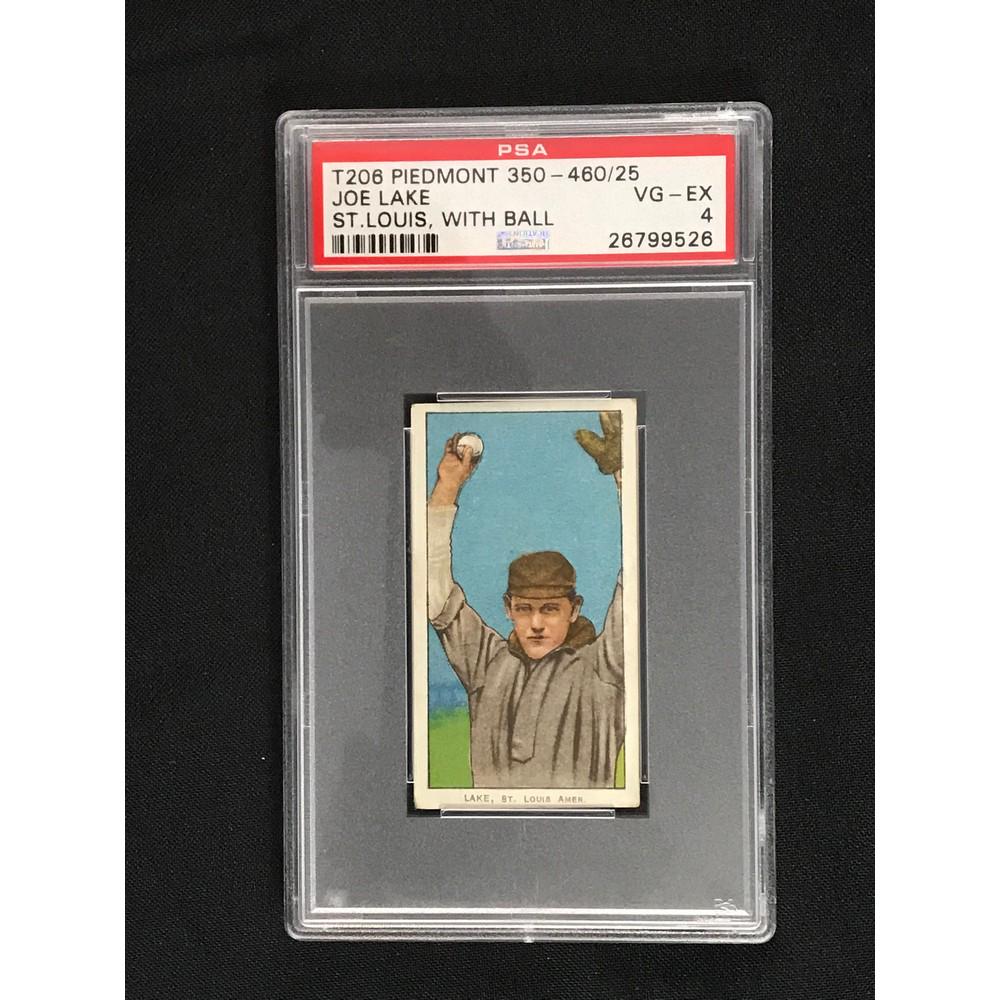 PSA
T206 PIEDMONT 350-460/25
JOE LAKE VG-EX
ST.LOUIS, WITH BALL 4
26799526
LAKE, ST. LOUIS AMER.